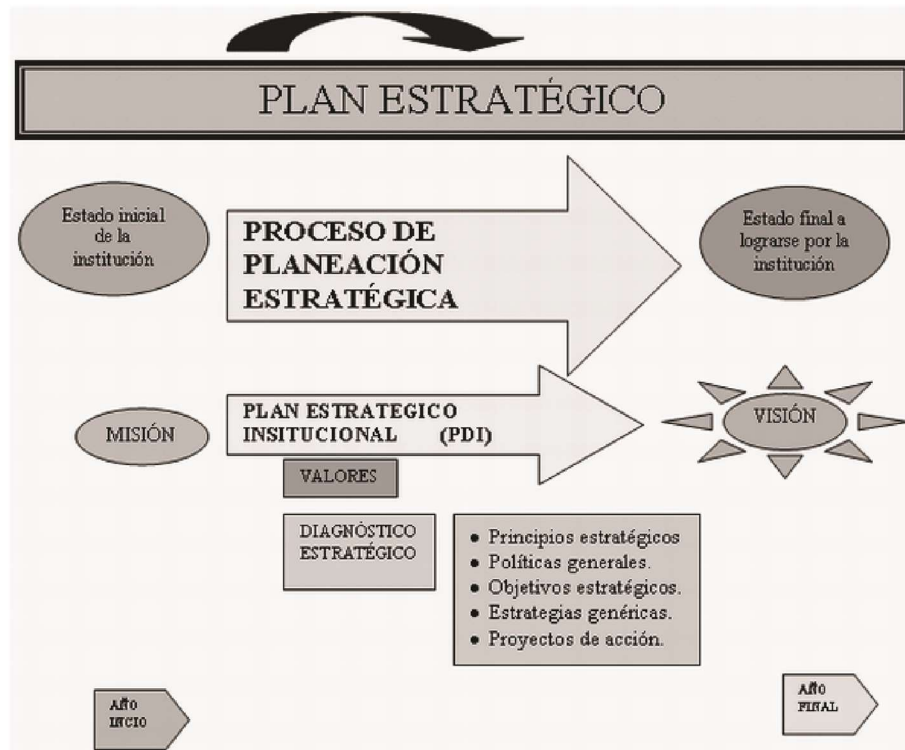 PLAN ESTRATÉGICO
Estado inicial
de la
institución
PROCESO DE
PLANEACIÓN
ESTRATÉGICA
Estado final a
lograrse por la
institución
MISIÓN
PLAN ESTRATEGICO
INSITUCIONAL (PDI)
VISIÓN
VALORES
DIAGNÓSTICO
ESTRATÉGICO
• Principios estratégicos
• Políticas generales.
• Objetivos estratégicos.
• Estrategias genéricas.
• Proyectos de acción.
AÑO
INCIO
AÑO
FINAL